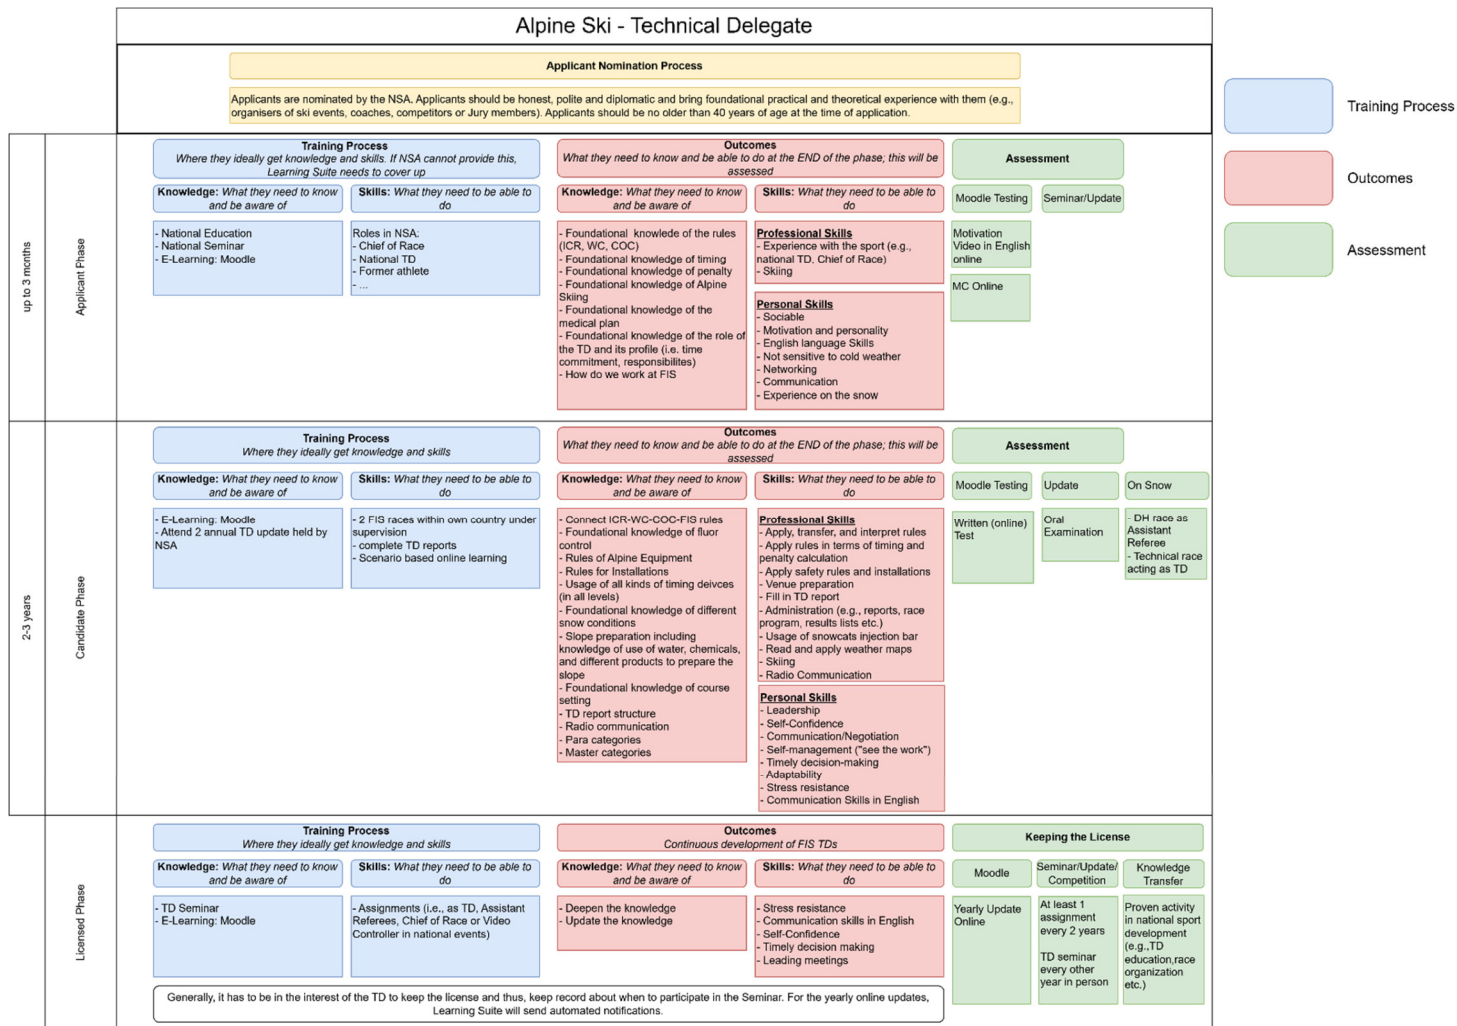 Alpine Ski - Technical Delegate
Applicant Nomination Process
Applicants are nominated by the NSA. Applicants should be honest, polite and diplomatic and bring foundational practical and theoretical experience with them (e.g.,
organisers of ski events, coaches, competitors or Jury members). Applicants should be no older than 40 years of age at the time of application.
Training Process
Outcomes
Assessment
up to 3 months
Applicant Phase
Training Process
Where they ideally get knowledge and skills. If NSA cannot provide this,
Learning Suite needs to cover up
Knowledge: What they need to know
and be aware of
Skills: What they need to be able to
do
- National Education
- National Seminar
- E-Learning: Moodle
Roles in NSA:
- Chief of Race
- National TD
- Former athlete
- ...
Outcomes
What they need to know and be able to do at the END of the phase; this will be
assessed
Knowledge: What they need to know
and be aware of
Skills: What they need to be able to
do
- Foundational knowlede of the rules
(ICR, WC, COC)
- Foundational knowledge of timing
- Foundational knowledge of penalty
- Foundational knowledge of Alpine
Skiing
- Foundational knowledge of the
medical plan
- Foundational knowledge of the role of
the TD and its profile (i.e. time
commitment, responsibilites)
- How do we work at FIS
Professional Skills
- Experience with the sport (e.g.,
national TD, Chief of Race)
- Skiing
Personal Skills
- Sociable
- Motivation and personality
- English language Skills
- Not sensitive to cold weather
- Networking
- Communication
- Experience on the snow
Assessment
Moodle Testing
Seminar/Update
Motivation
Video in English
online
MC Online
2-3 years
Candidate Phase
Training Process
Where they ideally get knowledge and skills
Knowledge: What they need to know
and be aware of
Skills: What they need to be able to
do
- E-Learning: Moodle
- Attend 2 annual TD update held by
NSA
- 2 FIS races within own country under
supervision
- complete TD reports
- Scenario based online learning
Outcomes
What they need to know and be able to do at the END of the phase; this will be
assessed
Knowledge: What they need to know
and be aware of
Skills: What they need to be able to
do
- Connect ICR-WC-COC-FIS rules
- Foundational knowledge of fluor
control
- Rules of Alpine Equipment
- Rules for Installations
- Usage of all kinds of timing deivces
(in all levels)
- Foundational knowledge of different
snow conditions
- Slope preparation including
knowledge of use of water, chemicals,
and different products to prepare the
slope
- Foundational knowledge of course
setting
- TD report structure
- Radio communication
- Para categories
- Master categories
Professional Skills
- Apply, transfer, and interpret rules
- Apply rules in terms of timing and
penalty calculation
- Apply safety rules and installations
- Venue preparation
- Fill in TD report
- Administration (e.g., reports, race
program, results lists etc.)
- Usage of snowcats injection bar
- Read and apply weather maps
- Skiing
- Radio Communication
Personal Skills
- Leadership
- Self-Confidence
- Communication/Negotiation
- Self-management ("see the work")
- Timely decision-making
- Adaptability
- Stress resistance
- Communication Skills in English
Assessment
Moodle Testing
Update
On Snow
Written (online)
Test
Oral
Examination
- DH race as
Assistant
Referee
- Technical race
acting as TD
Licensed Phase
Training Process
Where they ideally get knowledge and skills
Knowledge: What they need to know
and be aware of
Skills: What they need to be able to
do
- TD Seminar
- E-Learning: Moodle
- Assignments (i.e., as TD, Assistant
Referees, Chief of Race or Video
Controller in national events)
Outcomes
Continuous development of FIS TDs
Knowledge: What they need to know
and be aware of
Skills: What they need to be able to
do
- Deepen the knowledge
- Update the knowledge
- Stress resistance
- Communication skills in English
- Self-Confidence
- Timely decision making
- Leading meetings
Keeping the License
Moodle
Seminar/Update/
Competition
Knowledge
Transfer
Yearly Update
Online
At least 1
assignment
every 2 years
TD seminar
every other
year in person
Proven activity
in national sport
development
(e.g.,TD
education,race
organization
etc.)
Generally, it has to be in the interest of the TD to keep the license and thus, keep record about when to participate in the Seminar. For the yearly online updates,
Learning Suite will send automated notifications.